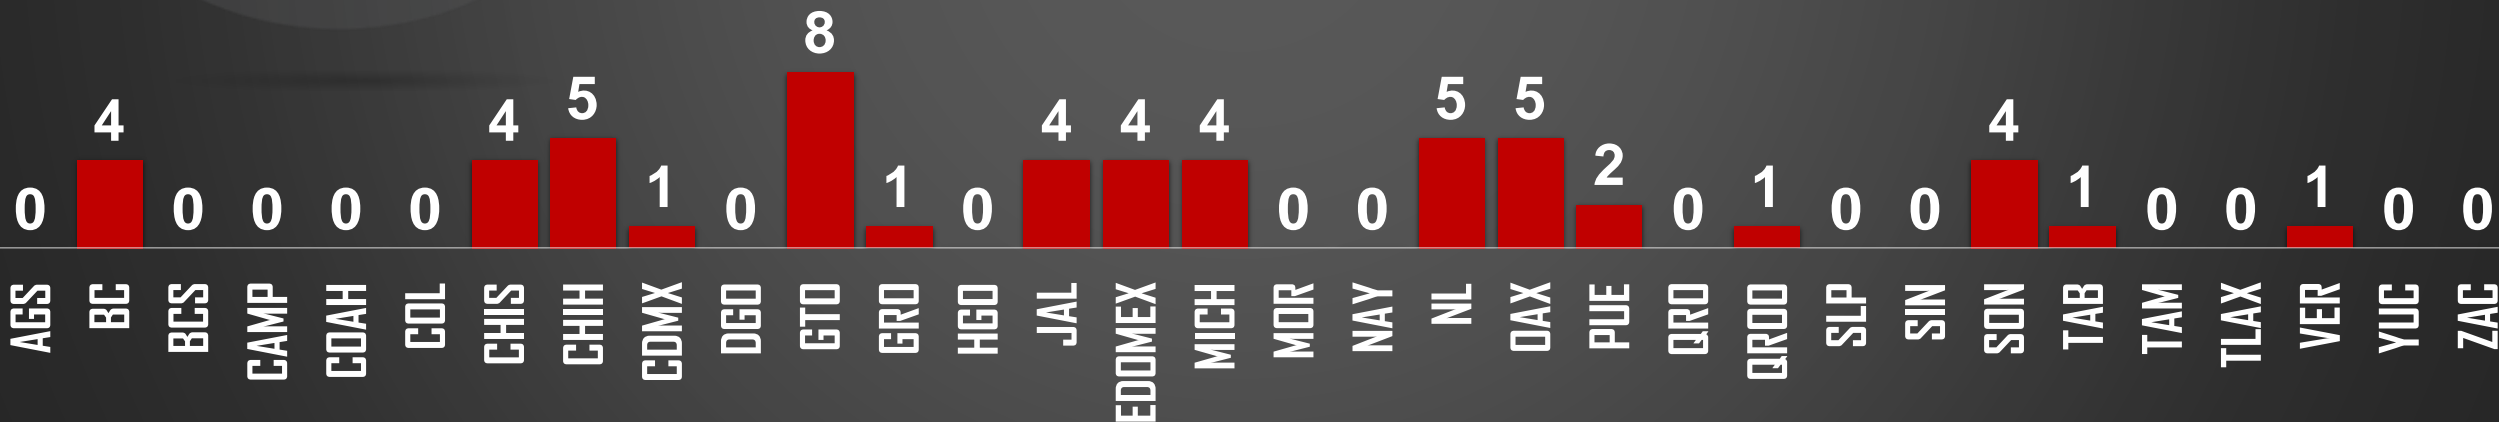 0 4 0 0 0 0 4 5 1 0 8 1 0 4 4 4 0 0 5 5 2 0 1 0 0 4 1 0 0 1 0 0
AGS
BC
BCS
CAMP
COAH
COL
CHIS
CHIH
CDMX
DGO
GTO
GRO
HGO
JAL
EDOMEX
MICH
MOR
NAY
NL
OAX
PUE
QRO
QROO
SLP
SIN
SON
TAB
TAM
TLAX
VER
YUC
ZAC